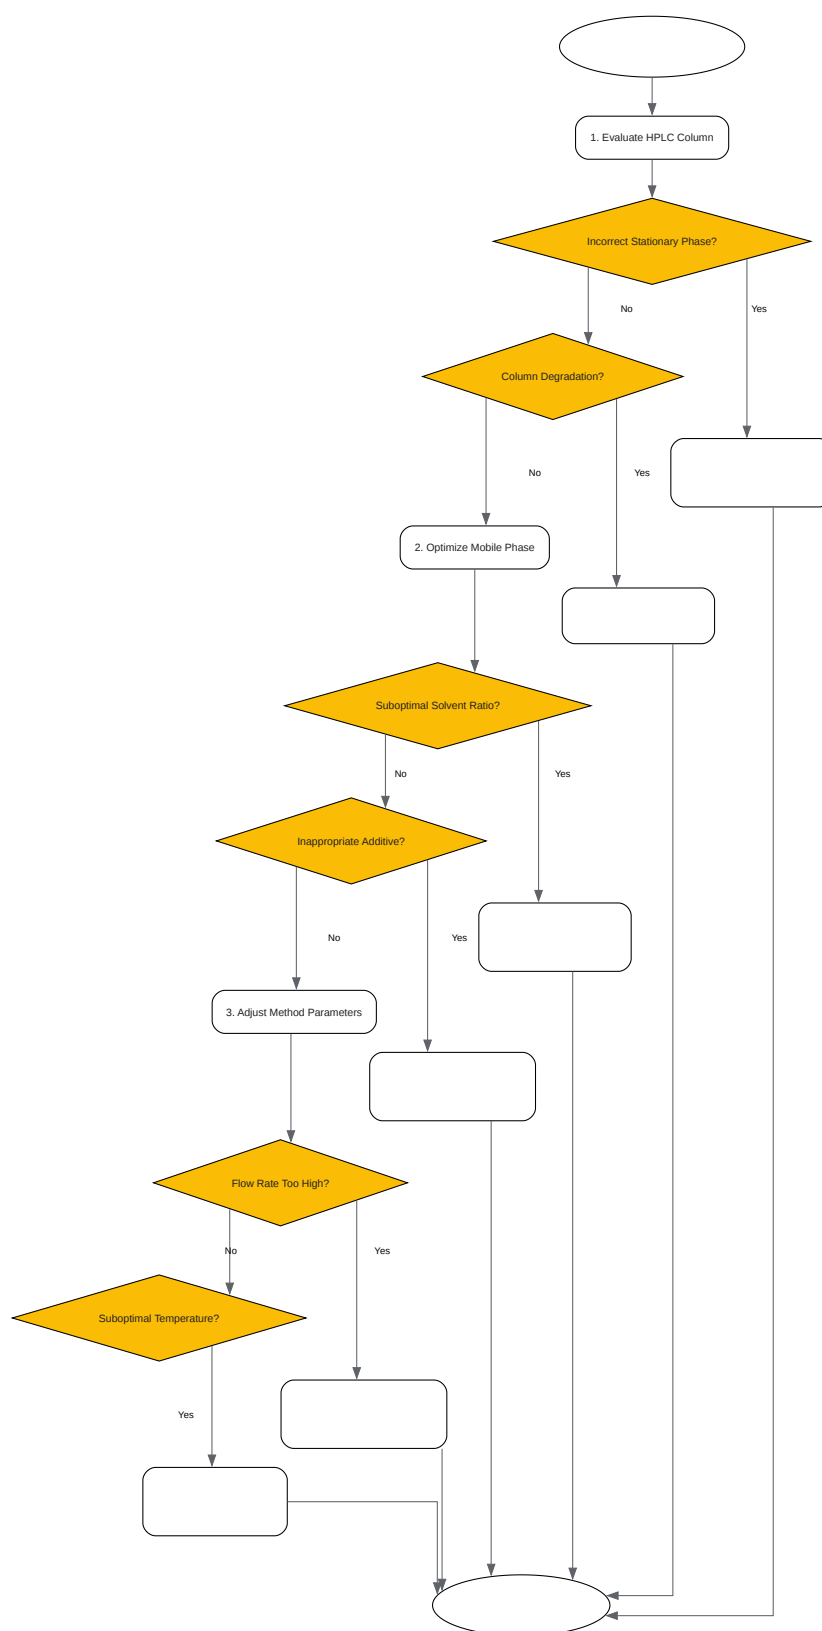 1. Evaluate HPLC Column
Incorrect Stationary Phase?
No
Yes
Column Degradation?
No
Yes
2. Optimize Mobile Phase
Suboptimal Solvent Ratio?
No
Yes
Inappropriate Additive?
No
Yes
3. Adjust Method Parameters
Flow Rate Too High?
No
Yes
Suboptimal Temperature?
Yes